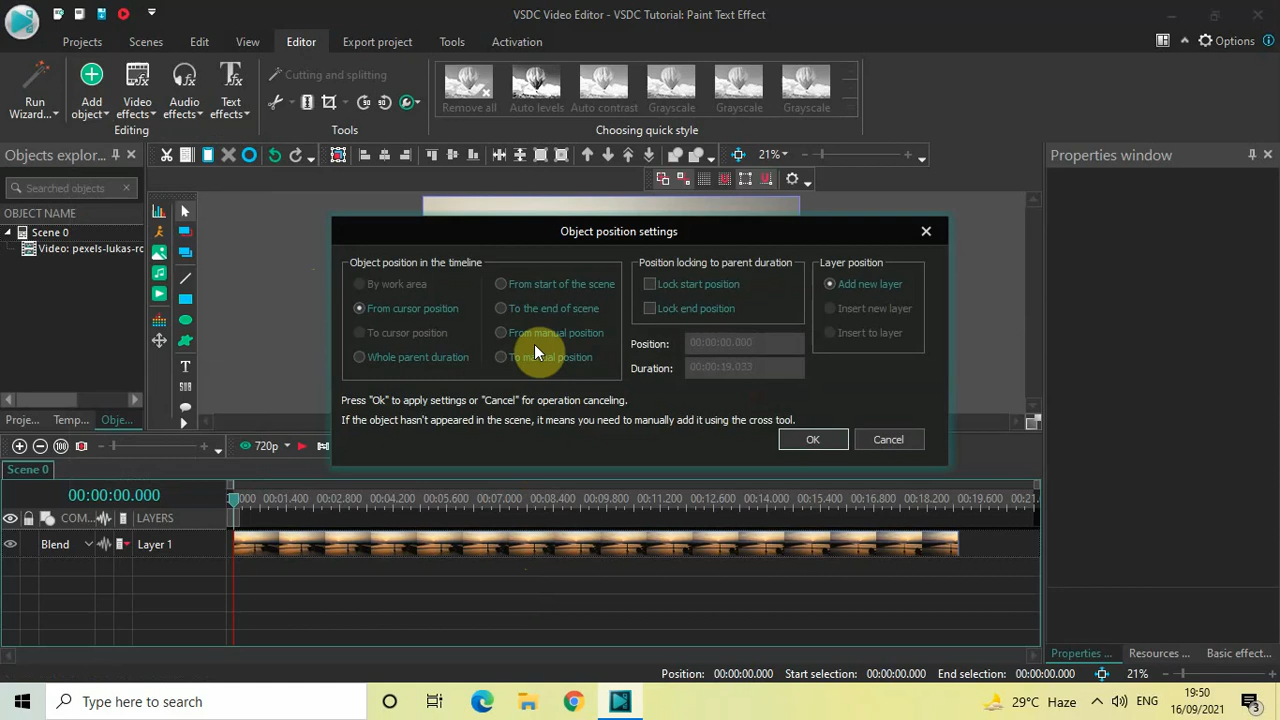 VSDC Video Editor - VSDC Tutorial: Paint Text Effect
Projects Scenes Edit View Editor Export project Tools Activation
Options
Run Wizard...
Add object
Video effects
Audio effects
Text effects
Cutting and splitting
Remove all
Auto levels
Auto contrast
Grayscale
Grayscale
Grayscale
Editing
Tools
Choosing quick style
Objects explor...
21%
Properties window
Searched objects
OBJECT NAME
Scene 0
Video: pexels-lukas-rc
Object position settings
Object position in the timeline
By work area
From cursor position
To cursor position
Whole parent duration
From start of the scene
To the end of scene
From manual position
To manual position
Position locking to parent duration
Lock start position
Lock end position
Position: 00:00:00.000
Duration: 00:00:19.033
Layer position
Add new layer
Insert new layer
Insert to layer
Press "Ok" to apply settings or "Cancel" for operation canceling.
If the object hasn't appeared in the scene, it means you need to manually add it using the cross tool.
OK
Cancel
Proje... Temp... Obje...
720p
Scene 0
00:00:00.000
000 00:01.400 00:02.800 00:04.200 00:05.600 00:07.000 00:08.400 00:09.800 00:11.200 00:12.600 00:14.000 00:15.400 00:16.800 00:18.200 00:19.600 00:21.
COM... LAYERS
Blend Layer 1
Properties ... Resources ... Basic effect...
Position: 00:00:00.000 Start selection: 00:00:00.000 End selection: 00:00:00.000 21%
Type here to search
29°C Haze
ENG
19:50
16/09/2021
3